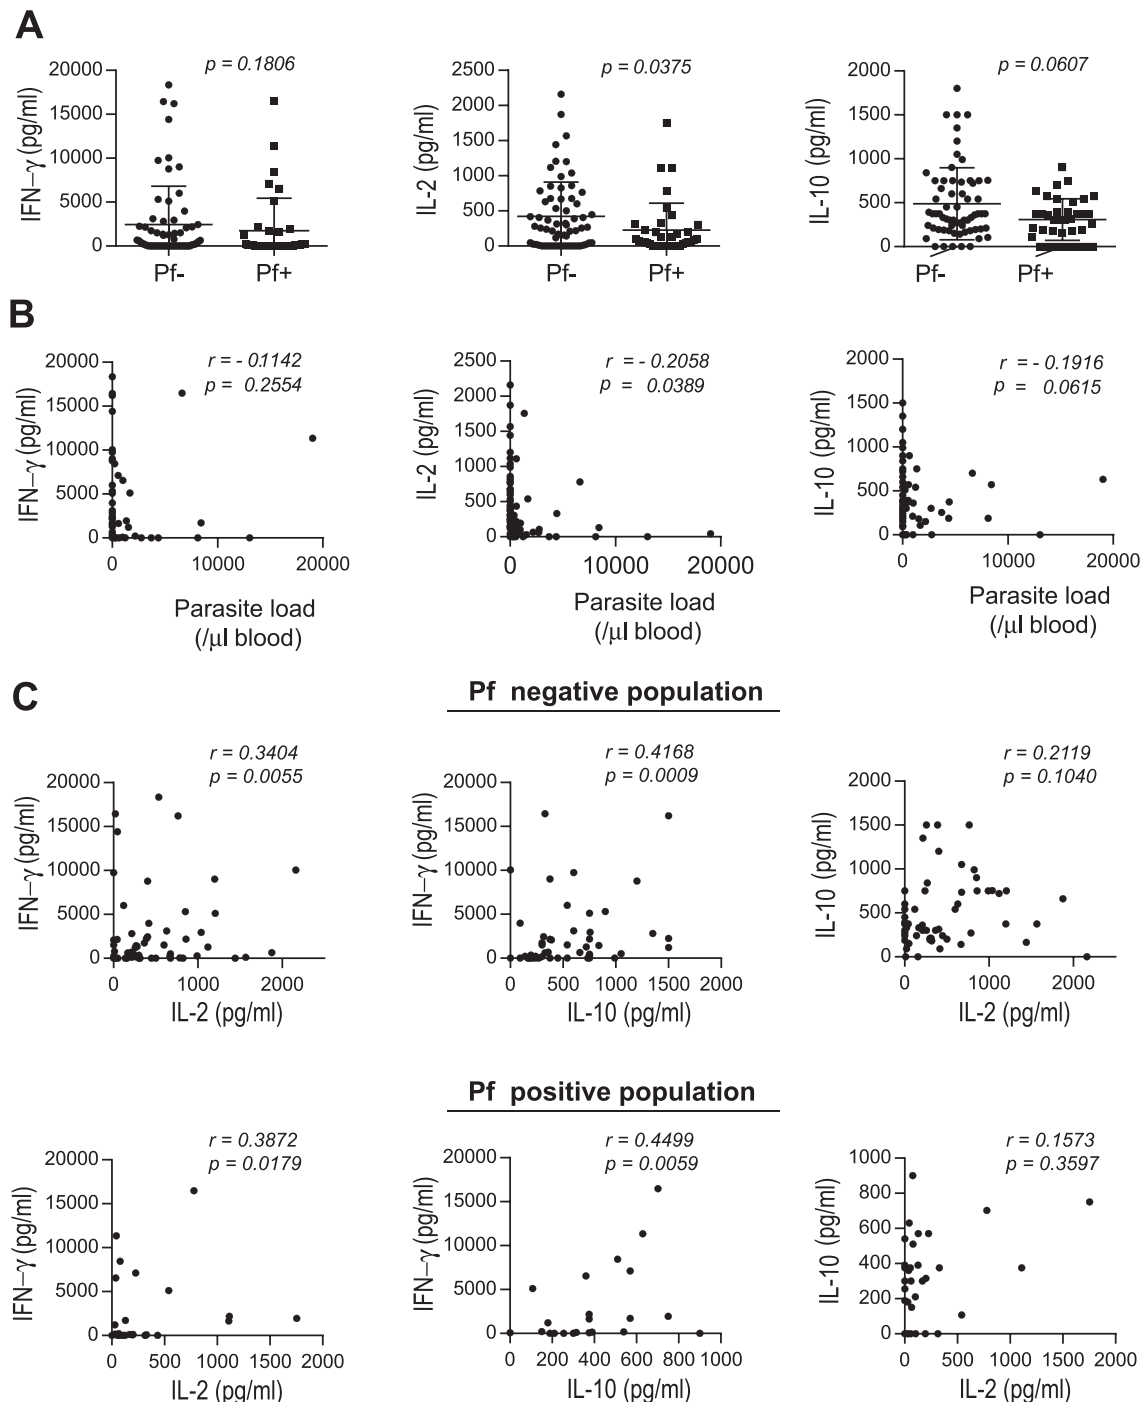 A
p = 0.1806
IFN–γ (pg/ml)
20000
15000
10000
5000
0
Pf- Pf+
p = 0.0375
IL-2 (pg/ml)
2500
2000
1500
1000
500
0
Pf- Pf+
p = 0.0607
IL-10 (pg/ml)
2000
1500
1000
500
0
Pf- Pf+
B
r = - 0.1142
p = 0.2554
IFN–γ (pg/ml)
20000
15000
10000
5000
0
0 10000 20000
Parasite load
(/μl blood)
r = - 0.2058
p = 0.0389
IL-2 (pg/ml)
2500
2000
1500
1000
500
0
0 10000 20000
Parasite load
(/μl blood)
r = - 0.1916
p = 0.0615
IL-10 (pg/ml)
2000
1500
1000
500
0
0 10000 20000
Parasite load
(/μl blood)
C
Pf negative population
r = 0.3404
p = 0.0055
IFN–γ (pg/ml)
20000
15000
10000
5000
0
0 1000 2000
IL-2 (pg/ml)
r = 0.4168
p = 0.0009
IFN–γ (pg/ml)
20000
15000
10000
5000
0
0 500 1000 1500 2000
IL-10 (pg/ml)
r = 0.2119
p = 0.1040
IL-10 (pg/ml)
2000
1500
1000
500
0
0 1000 2000
IL-2 (pg/ml)
Pf positive population
r = 0.3872
p = 0.0179
IFN–γ (pg/ml)
20000
15000
10000
5000
0
0 500 1000 1500 2000
IL-2 (pg/ml)
r = 0.4499
p = 0.0059
IFN–γ (pg/ml)
20000
15000
10000
5000
0
0 200 400 600 800 1000
IL-10 (pg/ml)
r = 0.1573
p = 0.3597
IL-10 (pg/ml)
1000
800
600
400
200
0
0 500 1000 1500 2000
IL-2 (pg/ml)